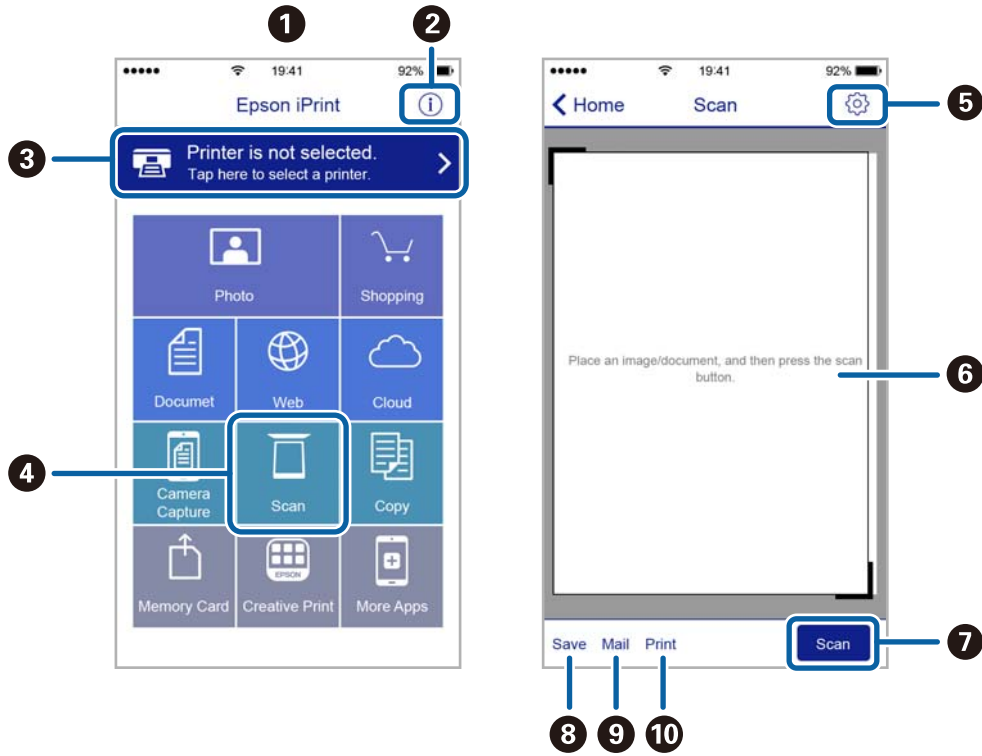 1
2
19:41
92%
Epson iPrint
3
Printer is not selected.
Tap here to select a printer.
Photo
Shopping
Documet
Web
Cloud
4
Camera
Capture
Scan
Copy
EPSON
Memory Card
Creative Print
More Apps
19:41
92%
Home
Scan
5
Place an image/document, and then press the scan
button.
6
Save
Mail
Print
Scan
7
8
9
10